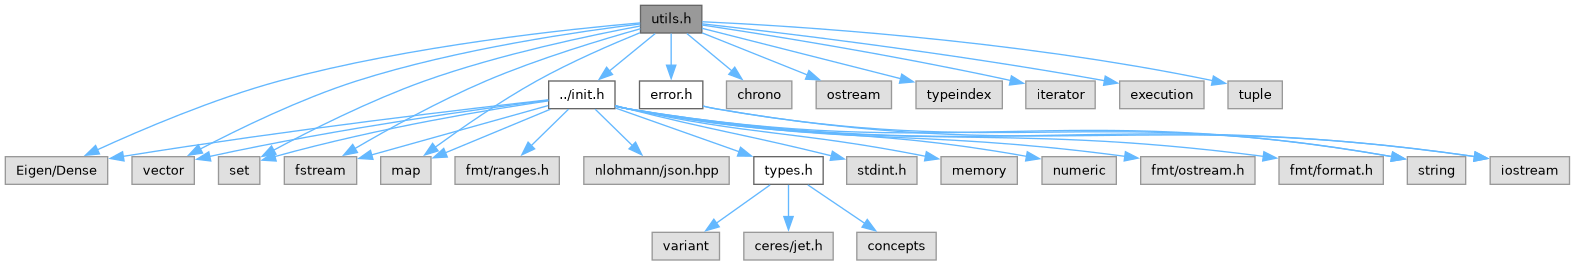 utils.h
../init.h
error.h
chrono
ostream
typeindex
iterator
execution
tuple
Eigen/Dense
vector
set
fstream
map
fmt/ranges.h
nlohmann/json.hpp
types.h
stdint.h
memory
numeric
fmt/ostream.h
fmt/format.h
string
iostream
variant
ceres/jet.h
concepts